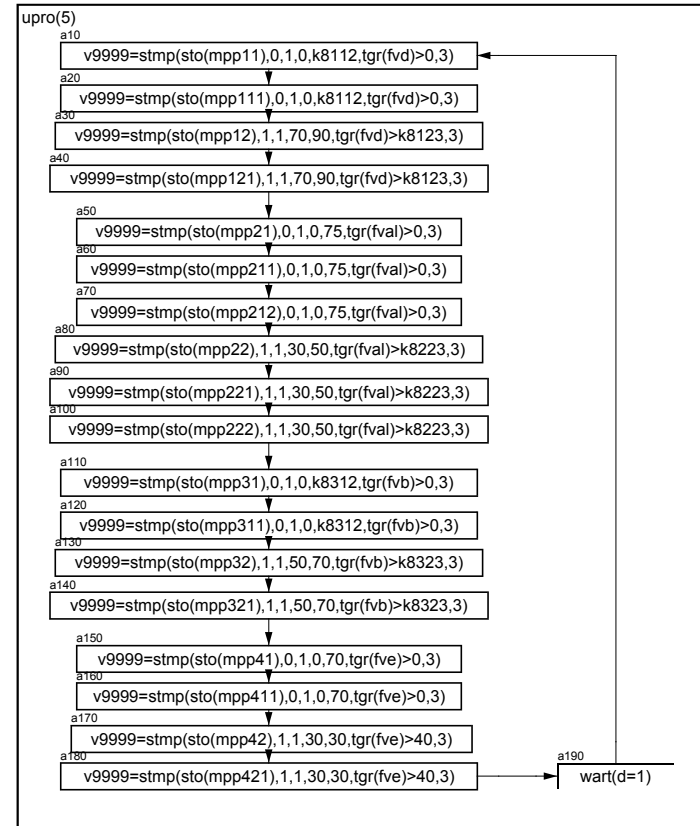 upro(5)
a10
v9999=stmp(sto(mpp11),0,1,0,k8112,tgr(fvd)>0,3)
a20
v9999=stmp(sto(mpp111),0,1,0,k8112,tgr(fvd)>0,3)
a30
v9999=stmp(sto(mpp12),1,1,70,90,tgr(fvd)>k8123,3)
a40
v9999=stmp(sto(mpp121),1,1,70,90,tgr(fvd)>k8123,3)
a50
v9999=stmp(sto(mpp21),0,1,0,75,tgr(fval)>0,3)
a60
v9999=stmp(sto(mpp211),0,1,0,75,tgr(fval)>0,3)
a70
v9999=stmp(sto(mpp212),0,1,0,75,tgr(fval)>0,3)
a80
v9999=stmp(sto(mpp22),1,1,30,50,tgr(fval)>k8223,3)
a90
v9999=stmp(sto(mpp221),1,1,30,50,tgr(fval)>k8223,3)
a100
v9999=stmp(sto(mpp222),1,1,30,50,tgr(fval)>k8223,3)
a110
v9999=stmp(sto(mpp31),0,1,0,k8312,tgr(fvb)>0,3)
a120
v9999=stmp(sto(mpp311),0,1,0,k8312,tgr(fvb)>0,3)
a130
v9999=stmp(sto(mpp32),1,1,50,70,tgr(fvb)>k8323,3)
a140
v9999=stmp(sto(mpp321),1,1,50,70,tgr(fvb)>k8323,3)
a150
v9999=stmp(sto(mpp41),0,1,0,70,tgr(fve)>0,3)
a160
v9999=stmp(sto(mpp411),0,1,0,70,tgr(fve)>0,3)
a170
v9999=stmp(sto(mpp42),1,1,30,30,tgr(fve)>40,3)
a180
v9999=stmp(sto(mpp421),1,1,30,30,tgr(fve)>40,3)
a190
wart(d=1)